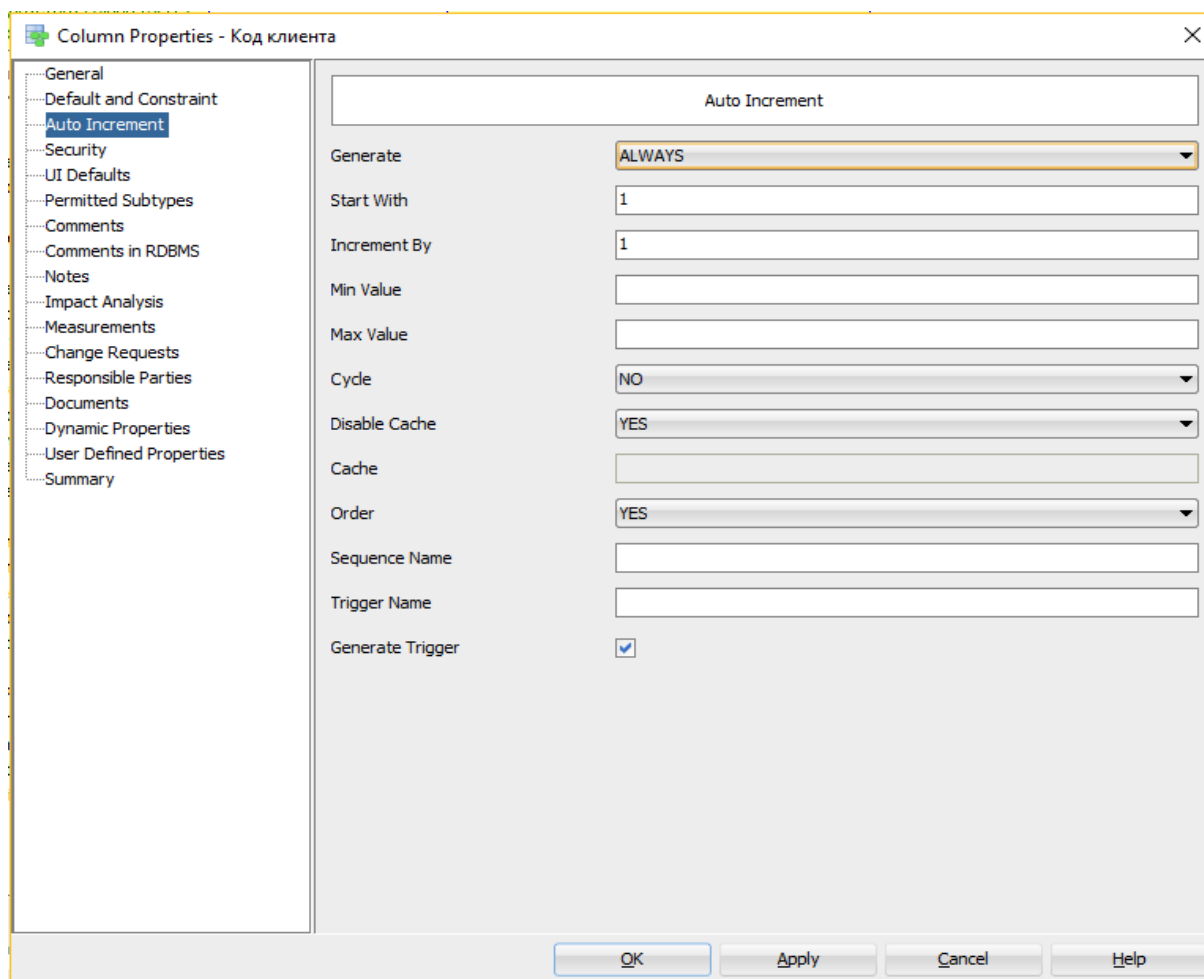 Column Properties - Код клиента
General
Default and Constraint
Auto Increment
Security
UI Defaults
Permitted Subtypes
Comments
Comments in RDBMS
Notes
Impact Analysis
Measurements
Change Requests
Responsible Parties
Documents
Dynamic Properties
User Defined Properties
Summary
Auto Increment
Generate ALWAYS
Start With 1
Increment By 1
Min Value
Max Value
Cycle NO
Disable Cache YES
Cache
Order YES
Sequence Name
Trigger Name
Generate Trigger
OK Apply Cancel Help